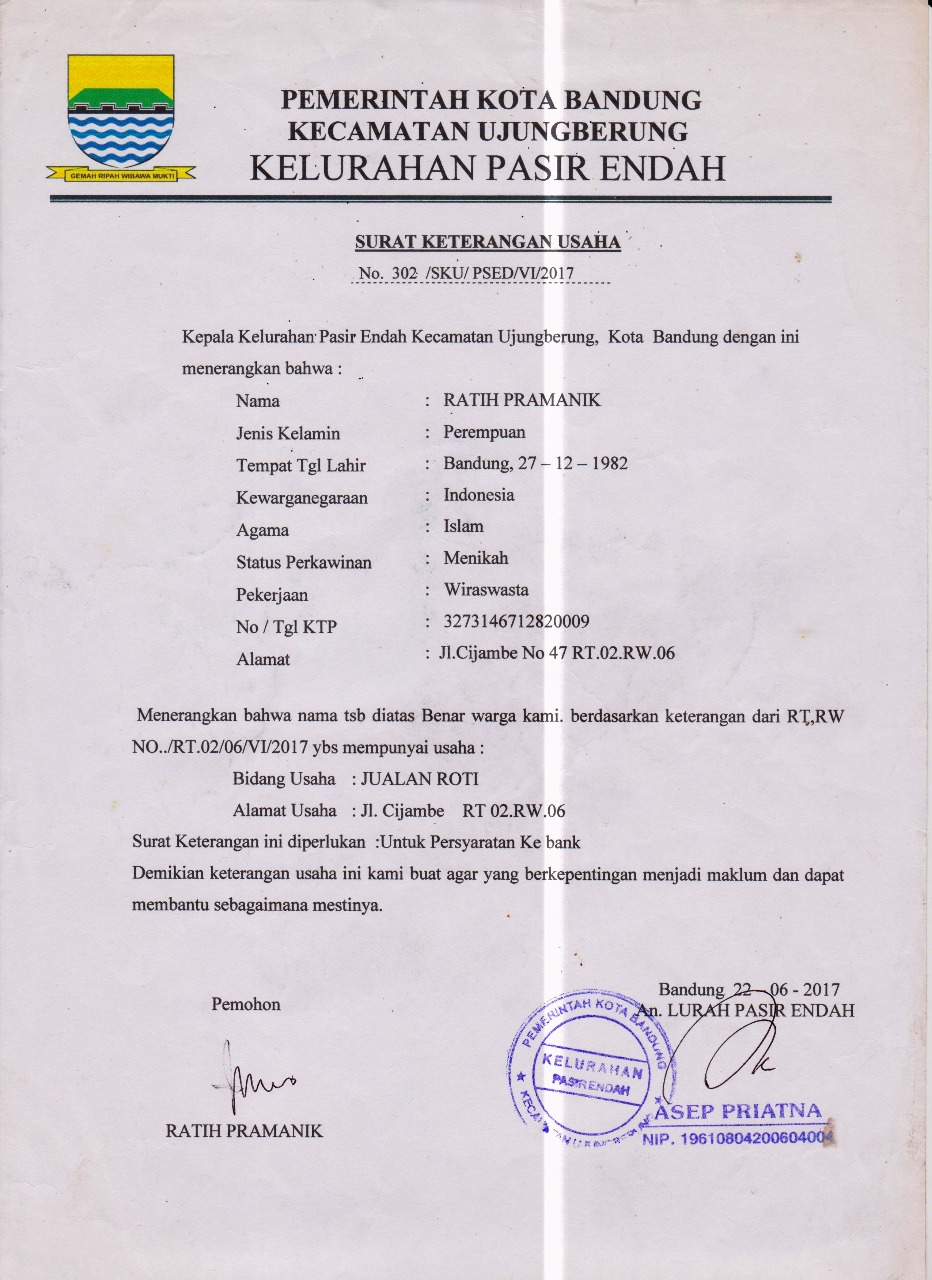 PEMERINTAH KOTA BANDUNG
KECAMATAN UJUNGBERUNG
KELURAHAN PASIR ENDAH
GEMAH RIPAH WIBAWA MUKTI
SURAT KETERANGAN USAHA
No. 302 /SKU/ PSED/VI/2017
Kepala Kelurahan Pasir Endah Kecamatan Ujungberung, Kota Bandung dengan ini
menerangkan bahwa :
Nama : RATIH PRAMANIK
Jenis Kelamin : Perempuan
Tempat Tgl Lahir : Bandung, 27 – 12 – 1982
Kewarganegaraan : Indonesia
Agama : Islam
Status Perkawinan : Menikah
Pekerjaan : Wiraswasta
No / Tgl KTP : 3273146712820009
Alamat : Jl.Cijambe No 47 RT.02.RW.06
Menerangkan bahwa nama tsb diatas Benar warga kami. berdasarkan keterangan dari RT,RW
NO../RT.02/06/VI/2017 ybs mempunyai usaha :
Bidang Usaha : JUALAN ROTI
Alamat Usaha : Jl. Cijambe RT 02.RW.06
Surat Keterangan ini diperlukan :Untuk Persyaratan Ke bank
Demikian keterangan usaha ini kami buat agar yang berkepentingan menjadi maklum dan dapat
membantu sebagaimana mestinya.
Bandung 22 – 06 - 2017
Pemohon
An. LURAH PASIR ENDAH
PEMERINTAH KOTA BANDUNG
KELURAHAN
PASIR ENDAH
ASEP PRIATNA
RATIH PRAMANIK
NIP. 19610804200604004